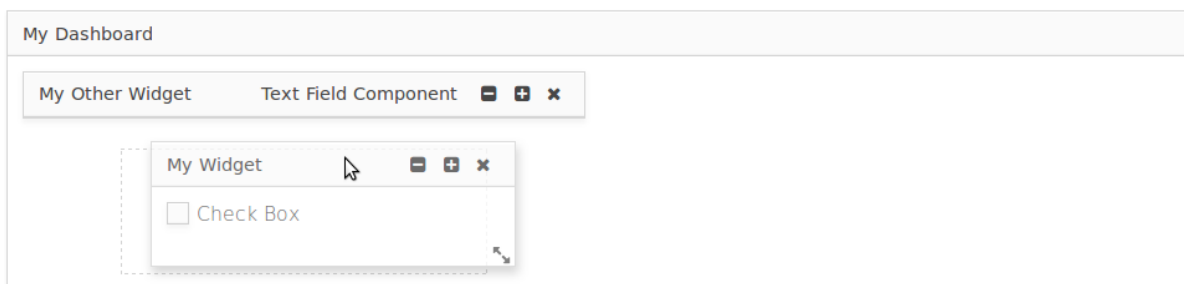 My Dashboard
My Other Widget Text Field Component
My Widget
Check Box